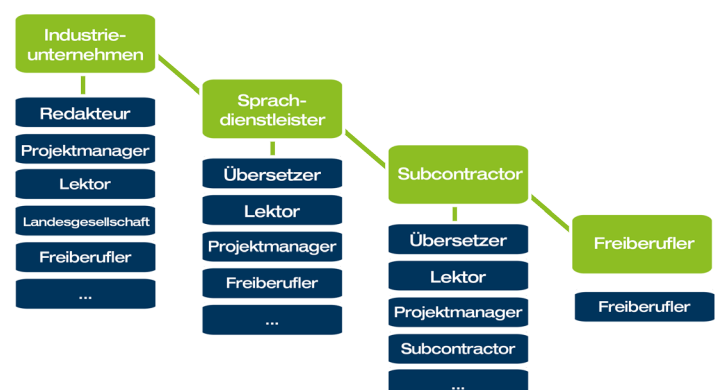 Industrie-
unternehmen
Redakteur
Projektmanager
Lektor
Landesgesellschaft
Freiberufler
...
Sprach-
dienstleister
Übersetzer
Lektor
Projektmanager
Freiberufler
...
Subcontractor
Übersetzer
Lektor
Projektmanager
Subcontractor
...
Freiberufler
Freiberufler